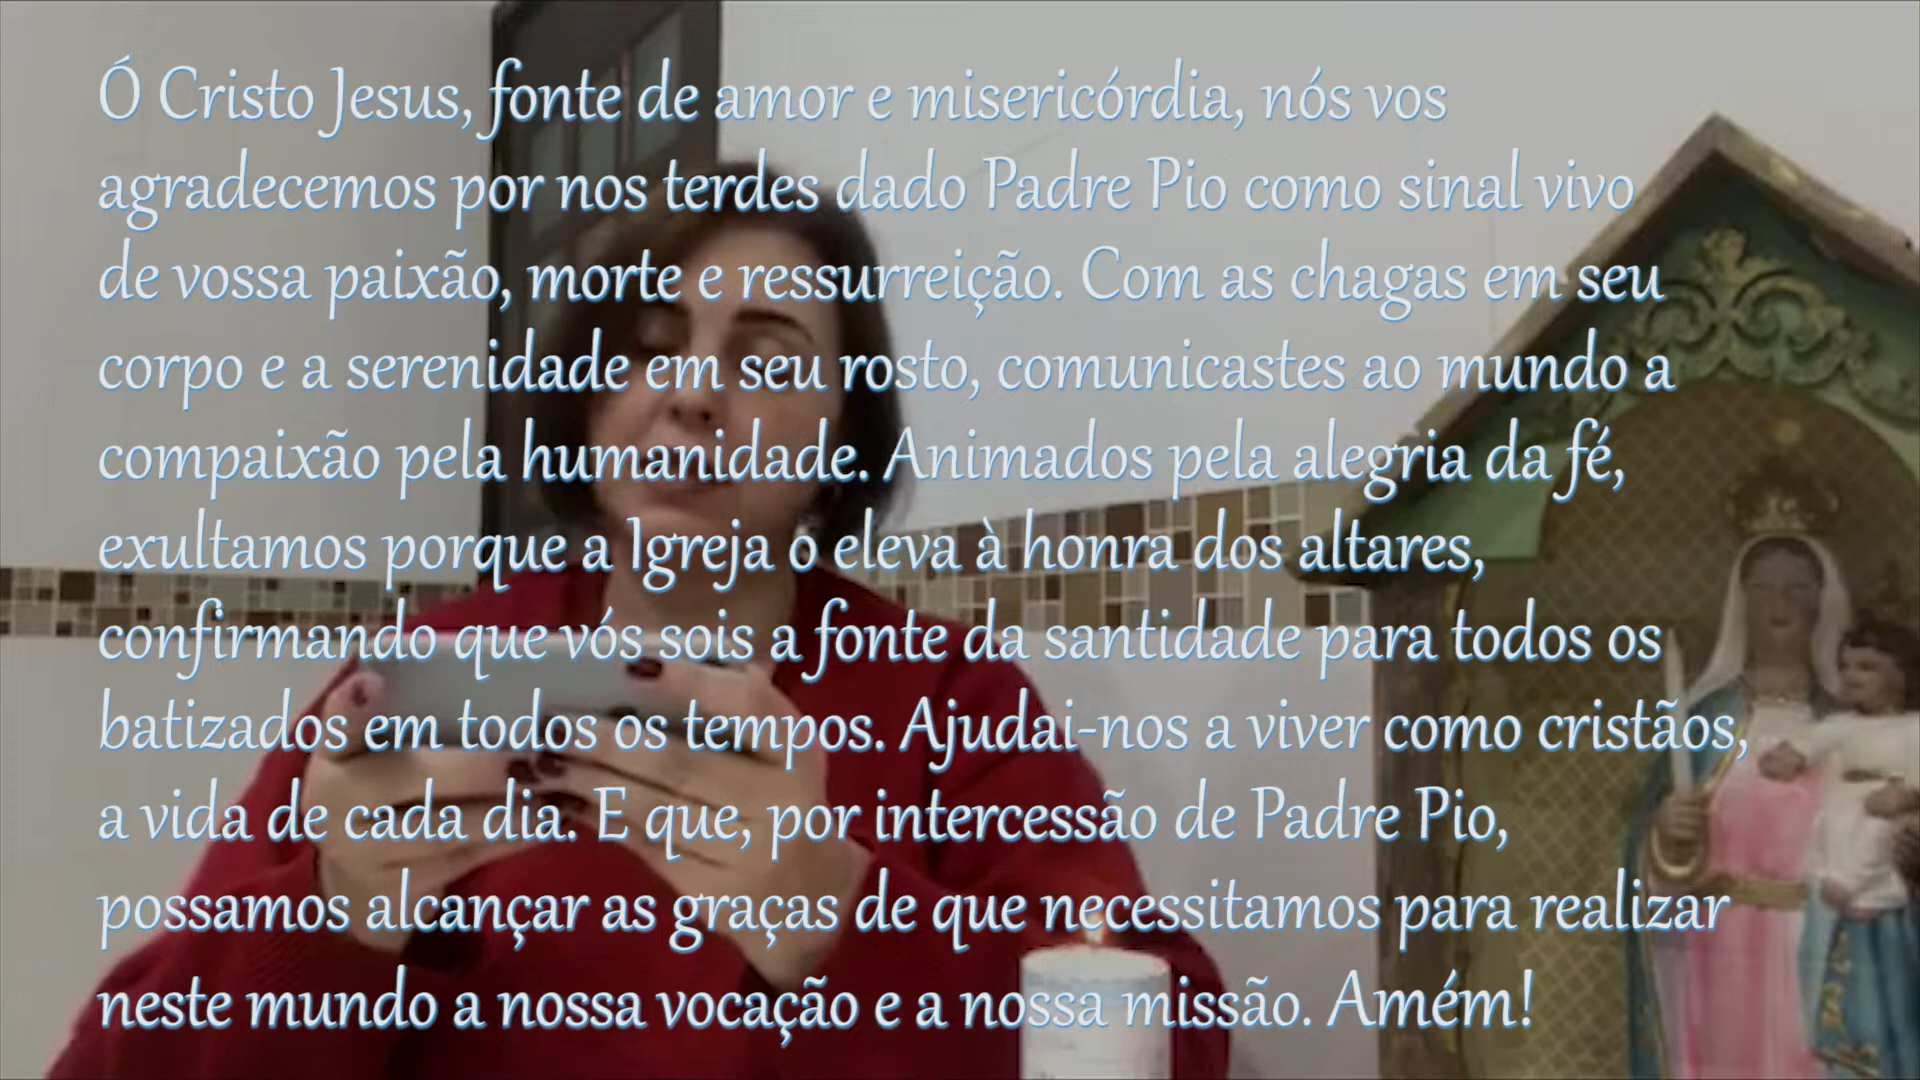 Ó Cristo Jesus, fonte de amor e misericórdia, nós vos
agradecemos por nos terdes dado Padre Pio como sinal vivo
de vossa paixão, morte e ressurreição. Com as chagas em seu
corpo e a serenidade em seu rosto, comunicastes ao mundo a
compaixão pela humanidade. Animados pela alegria da fé,
exultamos porque a Igreja o eleva à honra dos altares,
confirmando que vós sois a fonte da santidade para todos os
batizados em todos os tempos. Ajudai-nos a viver como cristãos,
a vida de cada dia. E que, por intercessão de Padre Pio,
possamos alcançar as graças de que necessitamos para realizar
neste mundo a nossa vocação e a nossa missão. Amém!